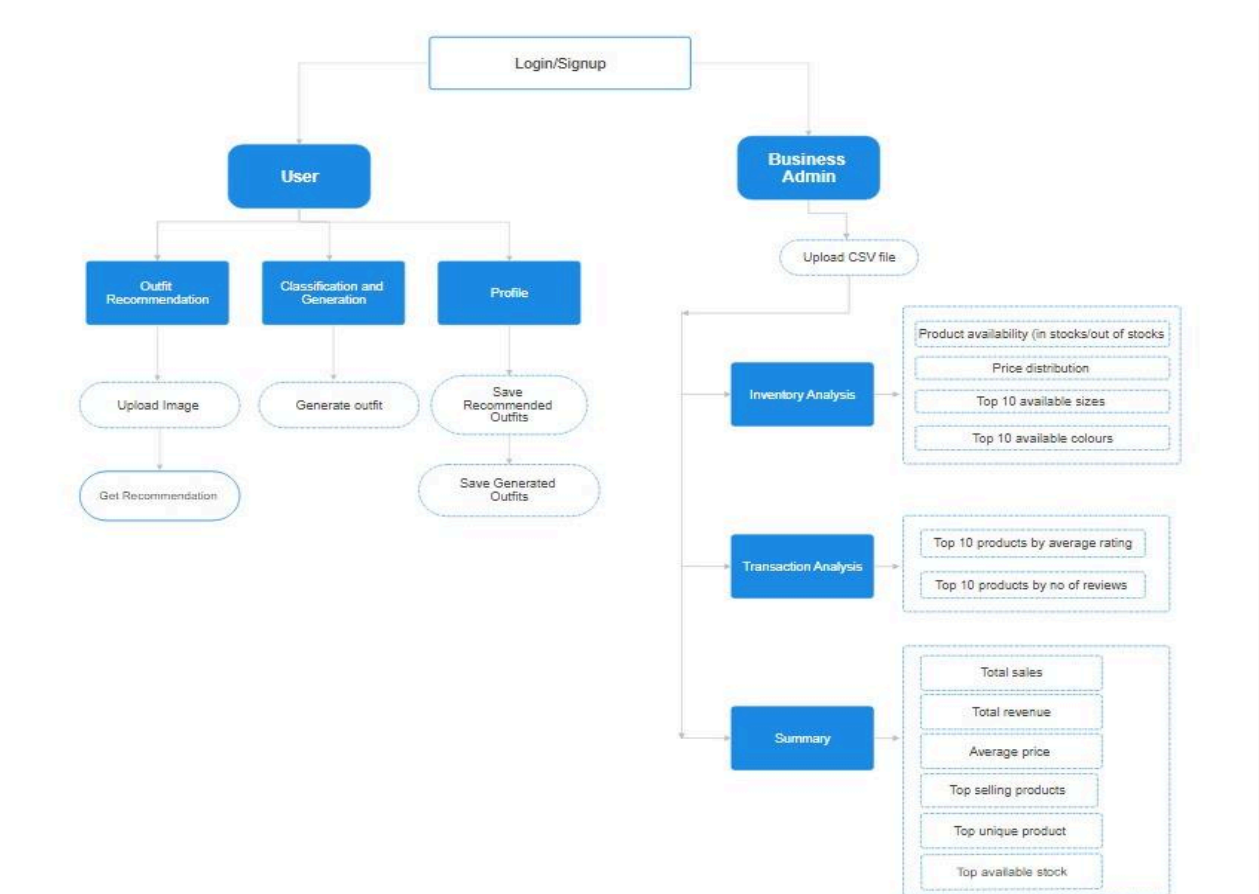 Login/Signup
User
Business
Admin
Upload CSV file
Outfit
Recommendation
Classification and
Generation
Profile
Upload Image
Generate outfit
Save
Recommended
Outfits
Get Recommendation
Save Generated
Outfits
Inventory Analysis
Product availability (in stocks/out of stocks
Price distribution
Top 10 available sizes
Top 10 available colours
Transaction Analysis
Top 10 products by average rating
Top 10 products by no of reviews
Summary
Total sales
Total revenue
Average price
Top selling products
Top unique product
Top available stock